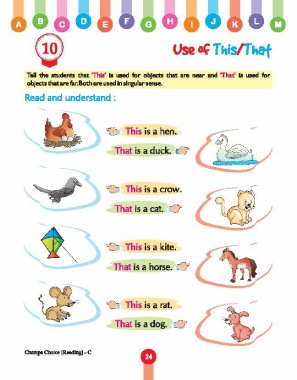 A B C D E F G H I J K L M
10
Use of This/That
Tell the students that 'This' is used for objects that are near and 'That' is used for
objects that are far. Both are used in singular sense.
Read and understand :
This is a hen.
That is a duck.
This is a crow.
That is a cat.
This is a kite.
That is a horse.
This is a rat.
That is a dog.
Champs Choice (Reading) - C
24